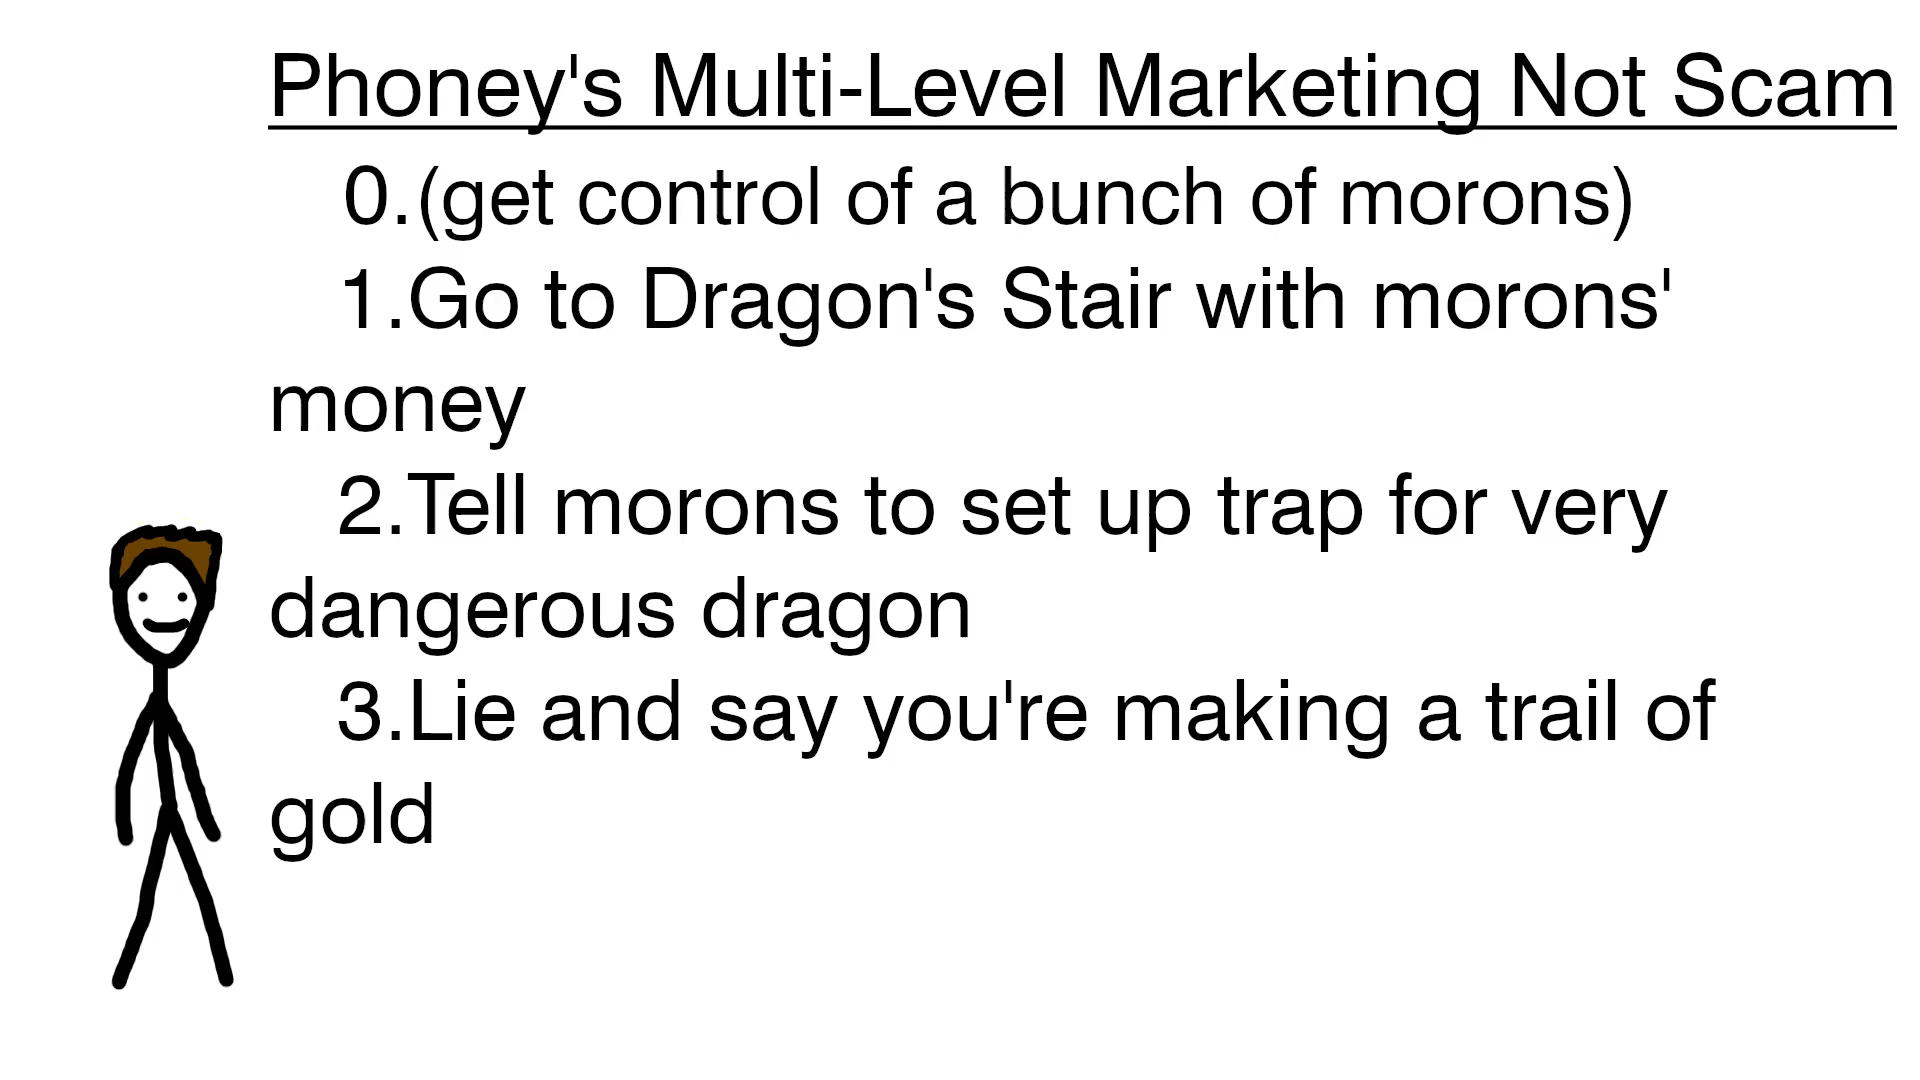 Phoney's Multi-Level Marketing Not Scam
0.(get control of a bunch of morons)
1.Go to Dragon's Stair with morons'
money
2.Tell morons to set up trap for very
dangerous dragon
3.Lie and say you're making a trail of
gold